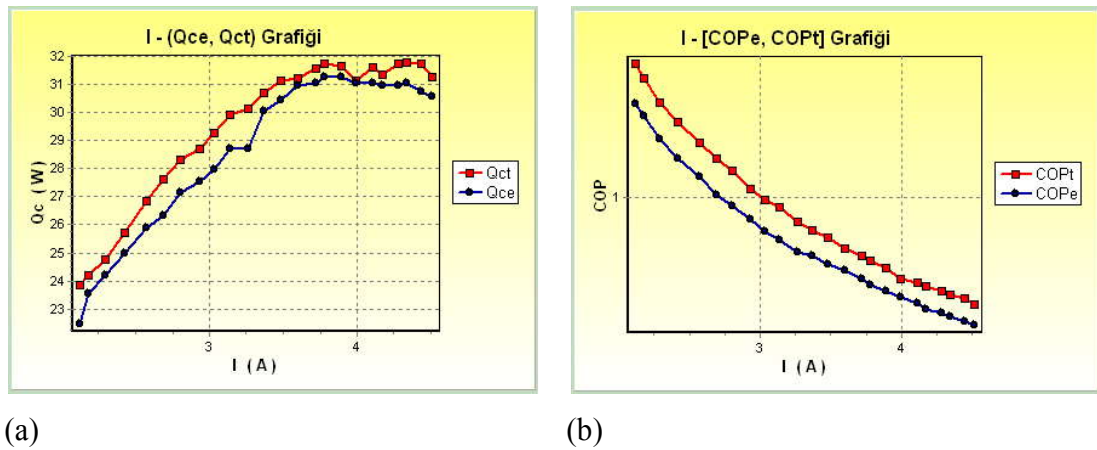 I - (Qce, Qct) Grafiği
32
31
30
29
28
27
26
25
24
23
Qc (W)
3
4
I (A)
Qct
Qce
(a)
I - [COPe, COPt] Grafiği
1
COP
3
4
I (A)
COPt
COPe
(b)